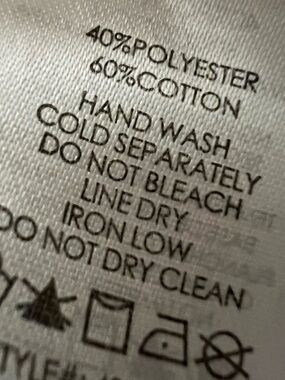 40%POLYESTER
60%COTTON
HAND WASH
COLD SEPARATELY
DO NOT BLEACH
LINE DRY
IRON LOW
DO NOT DRY CLEAN